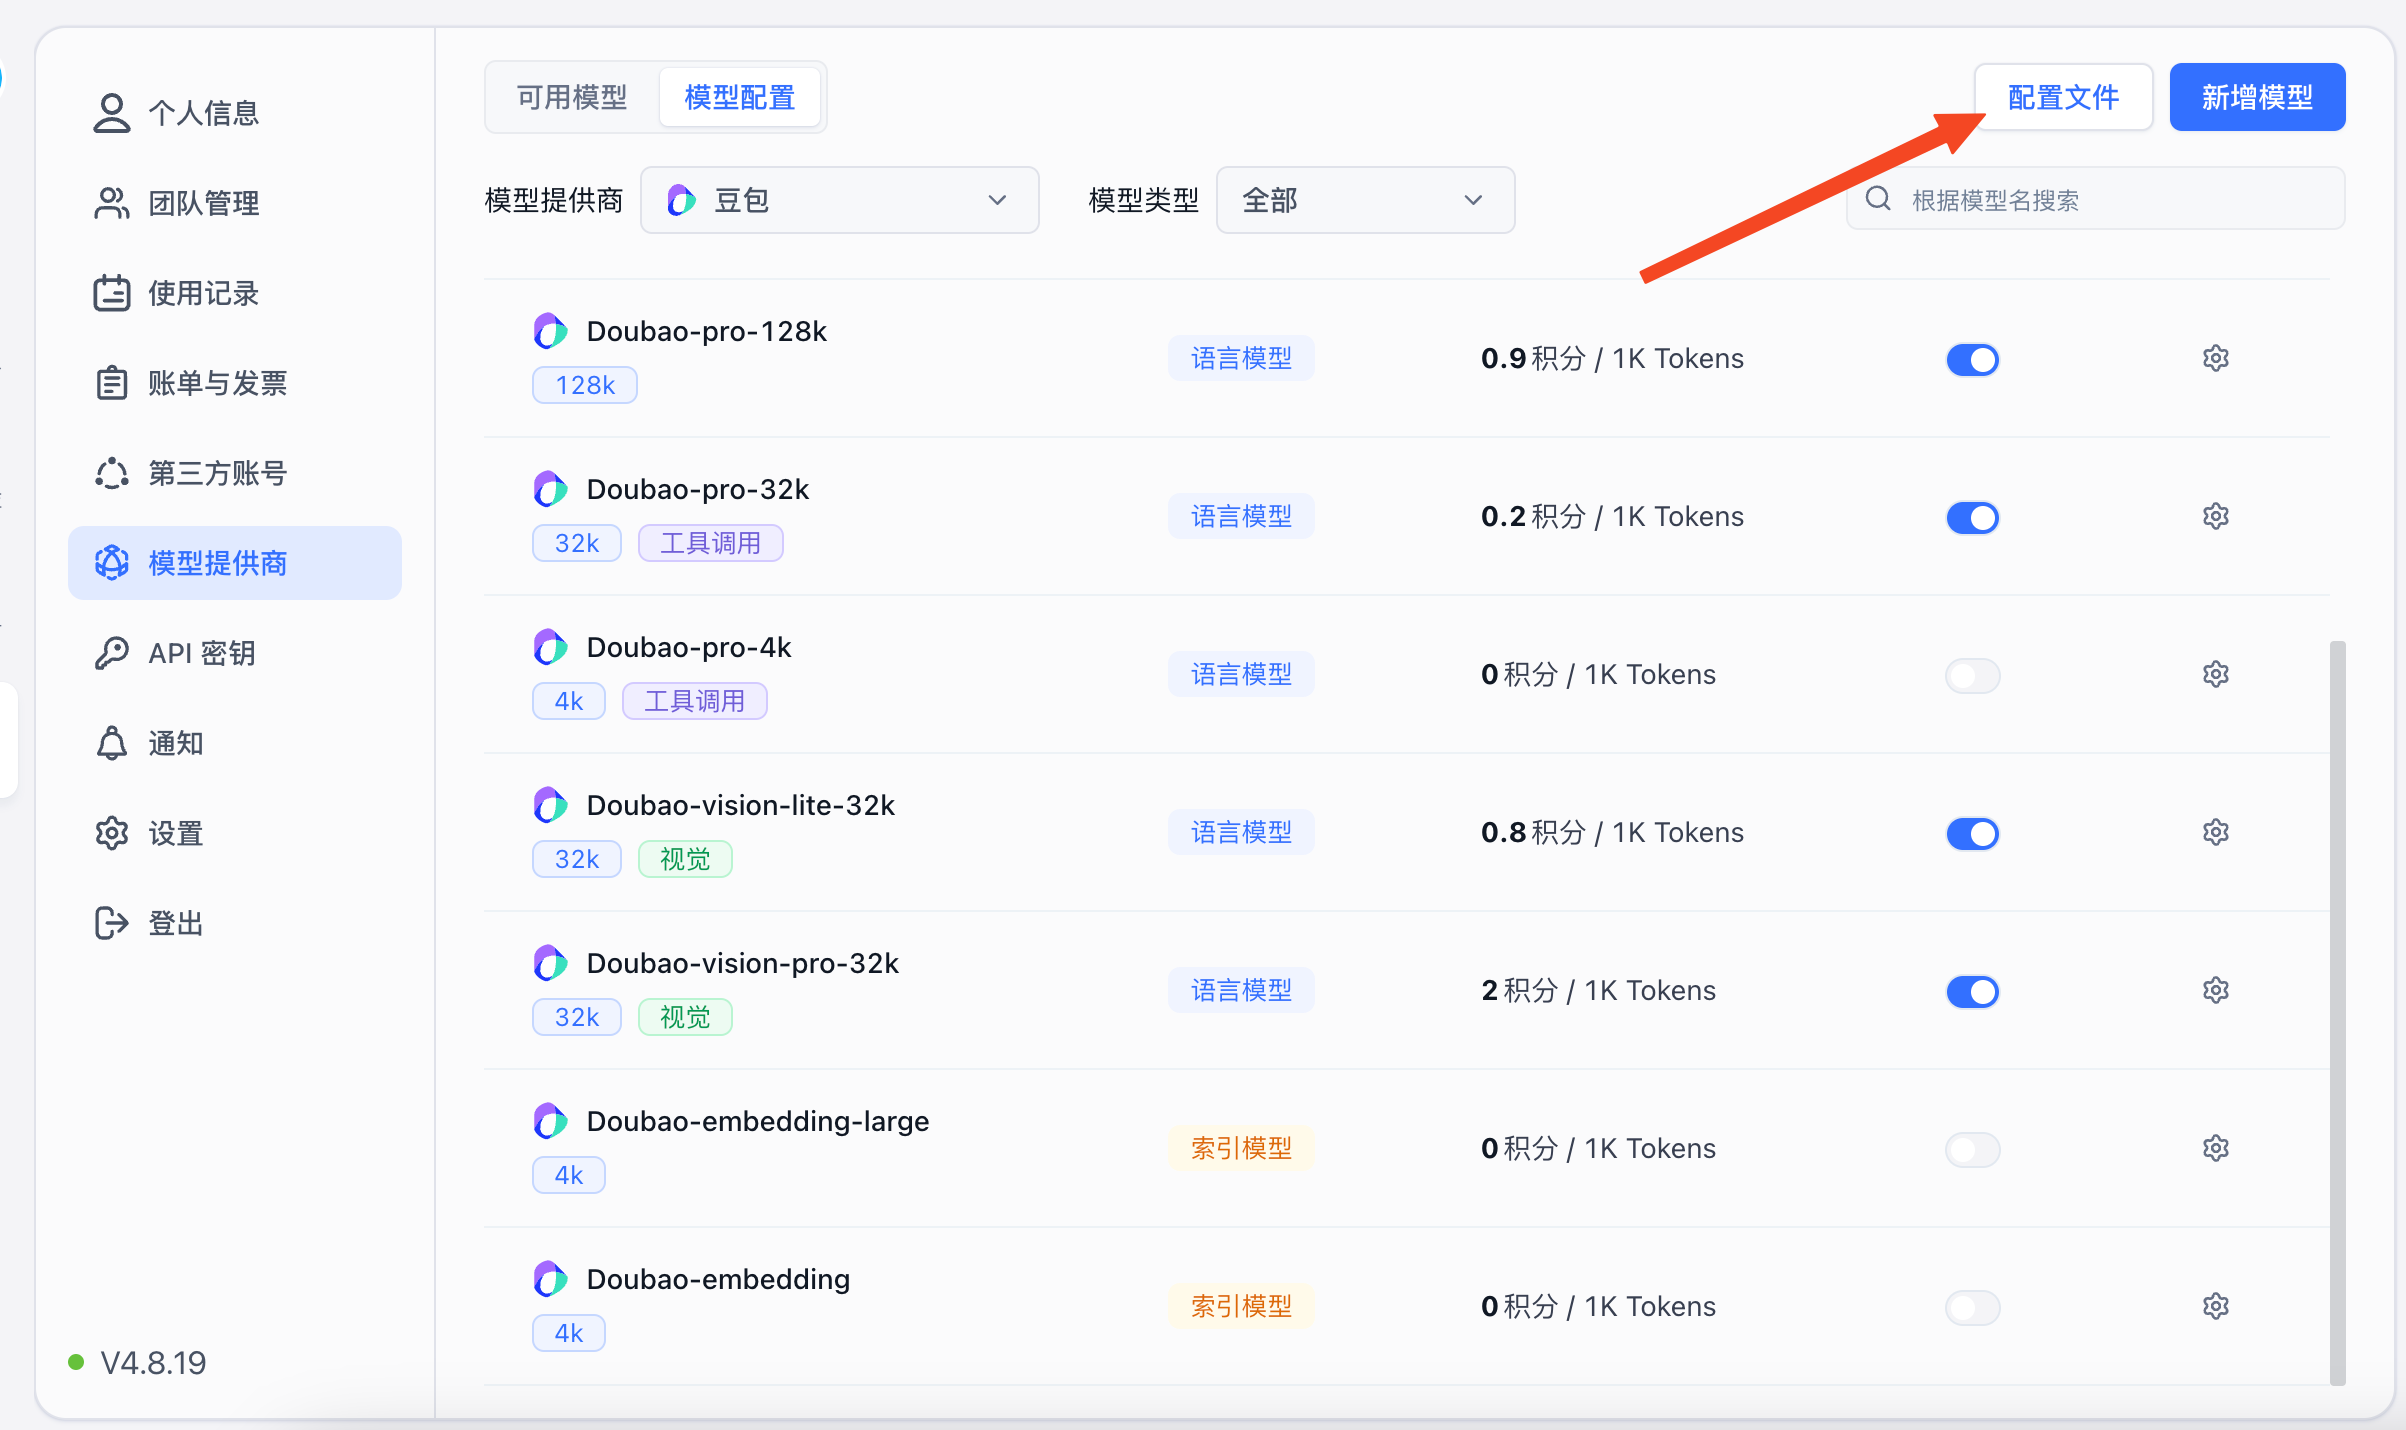 个人信息
团队管理
使用记录
账单与发票
第三方账号
模型提供商
API 密钥
通知
设置
登出
V4.8.19
可用模型 模型配置 配置文件 新增模型
模型提供商 豆包 模型类型 全部 根据模型名搜索
Doubao-pro-128k
128k
语言模型 0.9 积分 / 1K Tokens
Doubao-pro-32k
32k 工具调用
语言模型 0.2 积分 / 1K Tokens
Doubao-pro-4k
4k 工具调用
语言模型 0 积分 / 1K Tokens
Doubao-vision-lite-32k
32k 视觉
语言模型 0.8 积分 / 1K Tokens
Doubao-vision-pro-32k
32k 视觉
语言模型 2 积分 / 1K Tokens
Doubao-embedding-large
4k
索引模型 0 积分 / 1K Tokens
Doubao-embedding
4k
索引模型 0 积分 / 1K Tokens